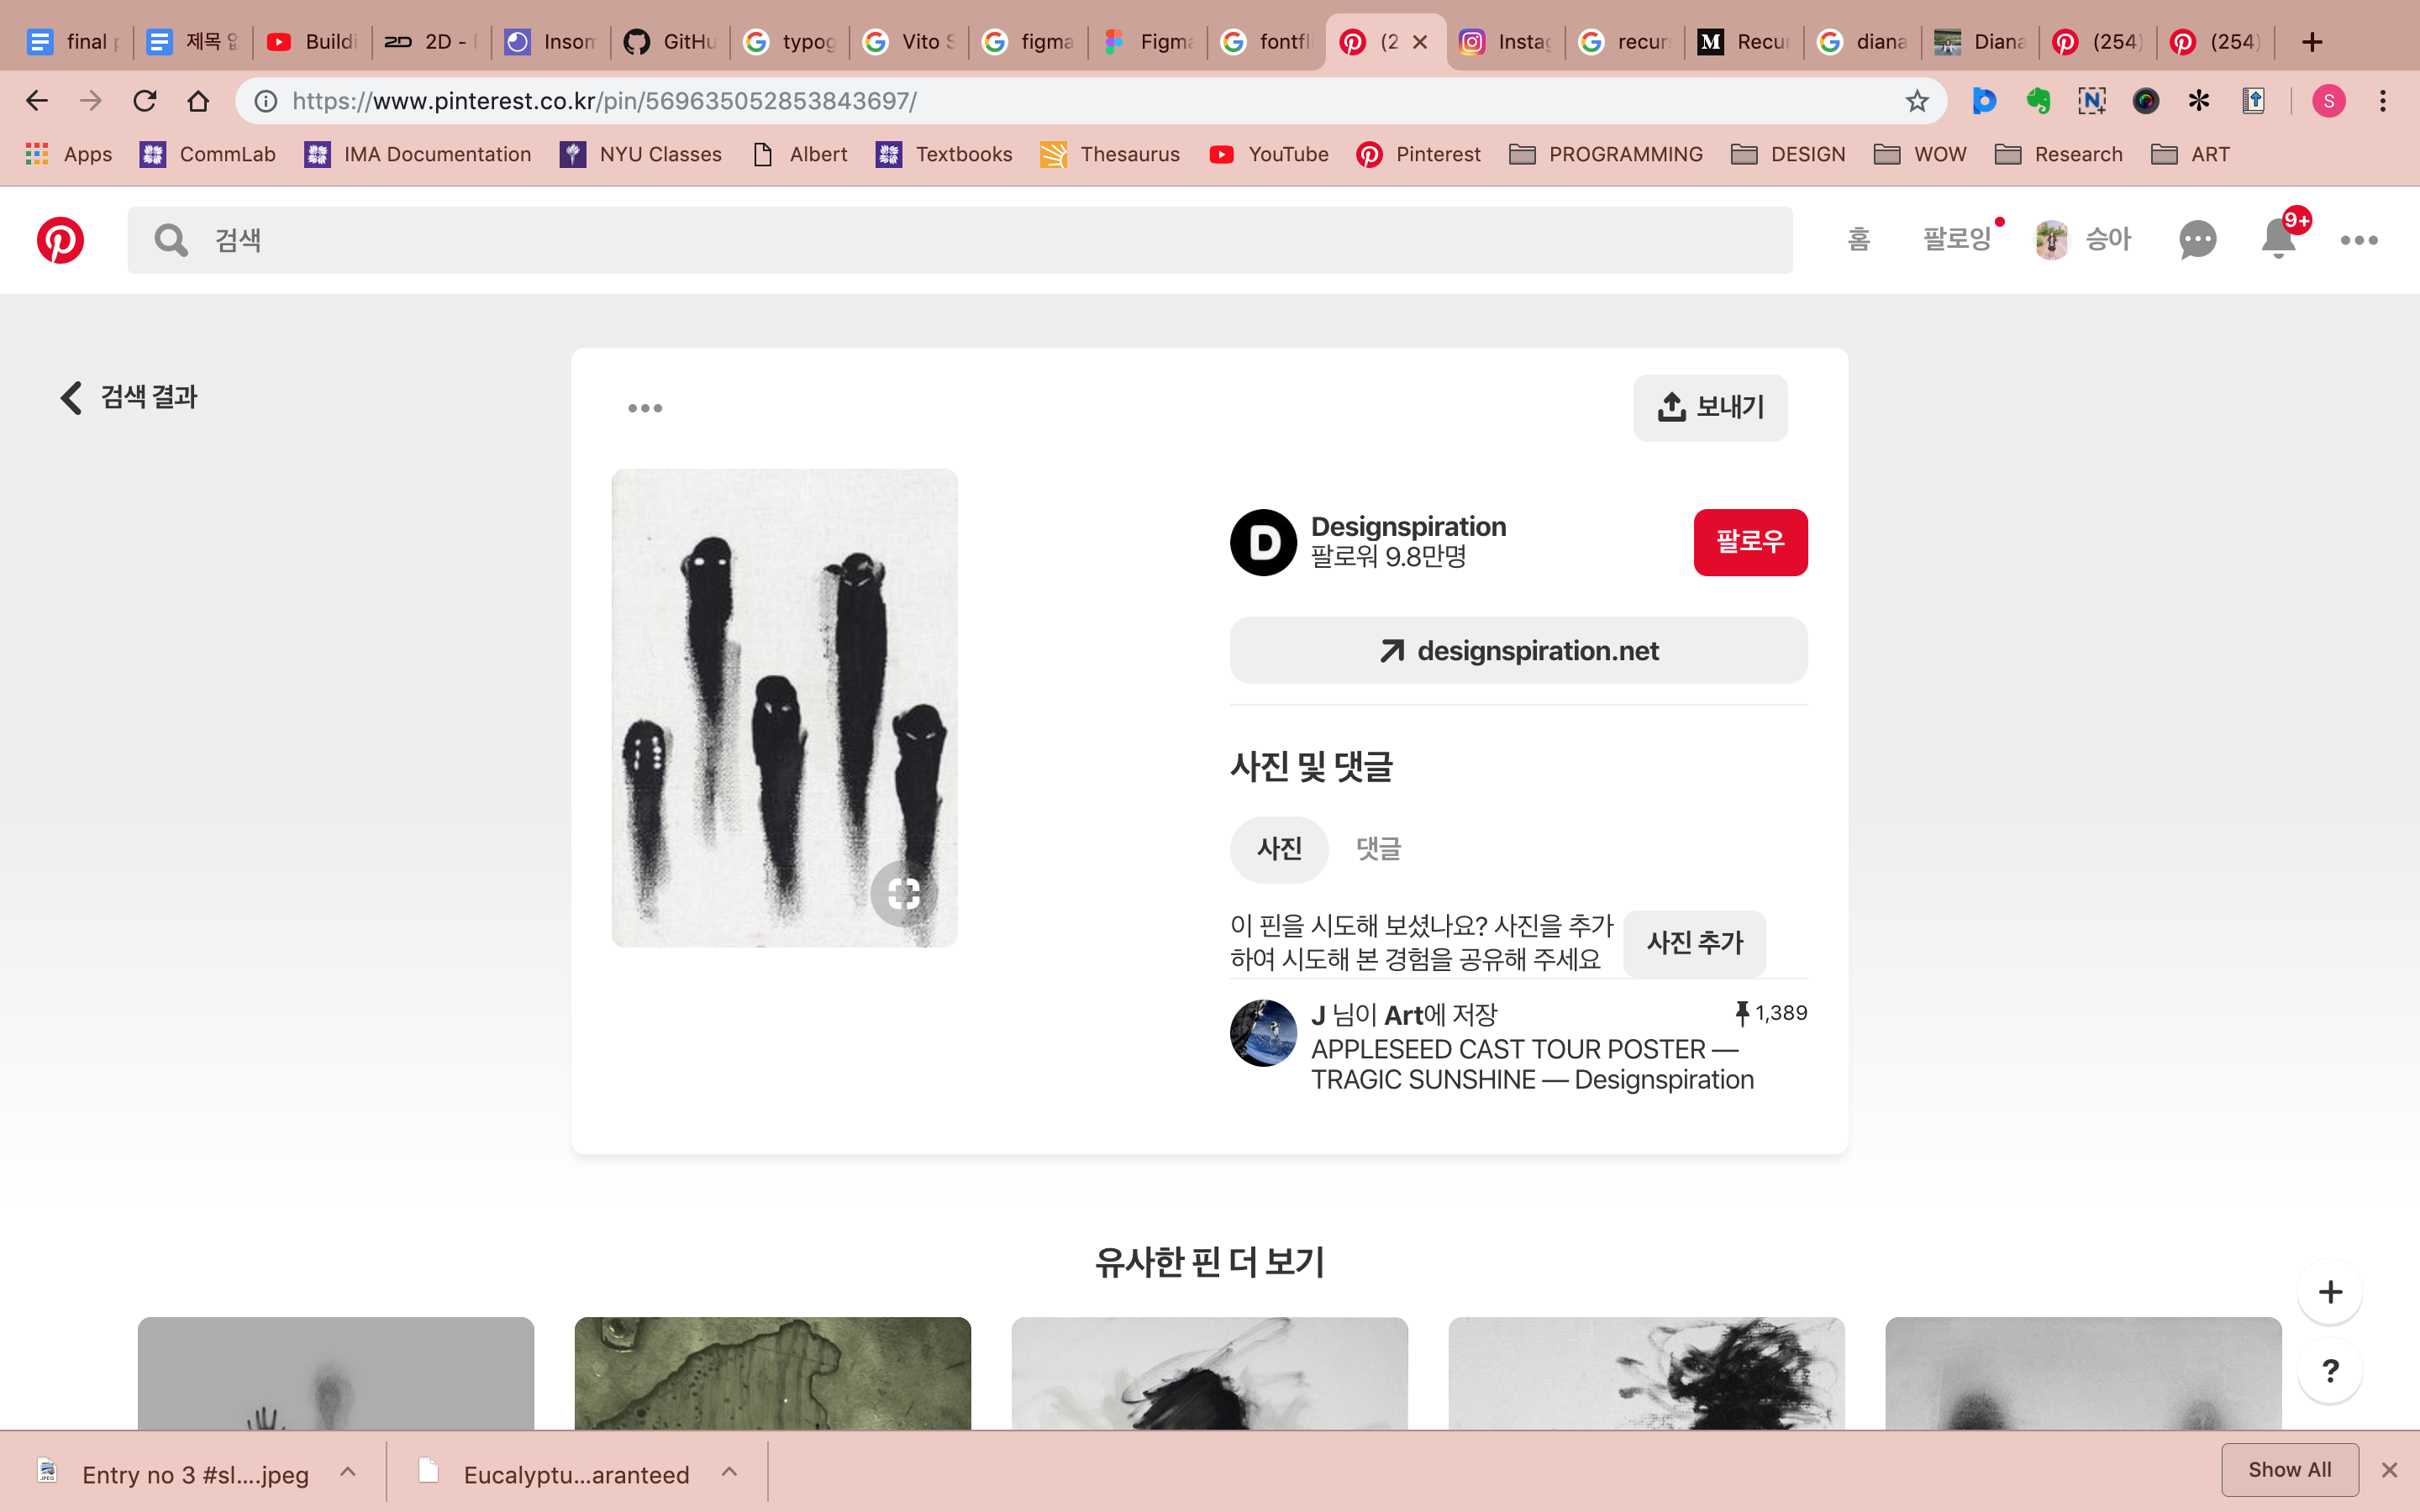 final p
제목 없
Buildi
2D - F
Insom
GitHu
typog
Vito S
figma
Figma
fontfli
(2
Instag
recurs
Recur
diana
Diana
(254)
(254)
https://www.pinterest.co.kr/pin/569635052853843697/
S
Apps
CommLab
IMA Documentation
NYU Classes
Albert
Textbooks
Thesaurus
YouTube
Pinterest
PROGRAMMING
DESIGN
WOW
Research
ART
검색
홈
팔로잉
승아
9+
검색 결과
보내기
D
Designspiration
팔로워 9.8만명
팔로우
designspiration.net
사진 및 댓글
사진
댓글
이 핀을 시도해 보셨나요? 사진을 추가
하여 시도해 본 경험을 공유해 주세요
사진 추가
J 님이 Art에 저장
1,389
APPLESEED CAST TOUR POSTER —
TRAGIC SUNSHINE — Designspiration
유사한 핀 더 보기
+
?
Entry no 3 #sl....jpeg
Eucalyptu...aranteed
Show All